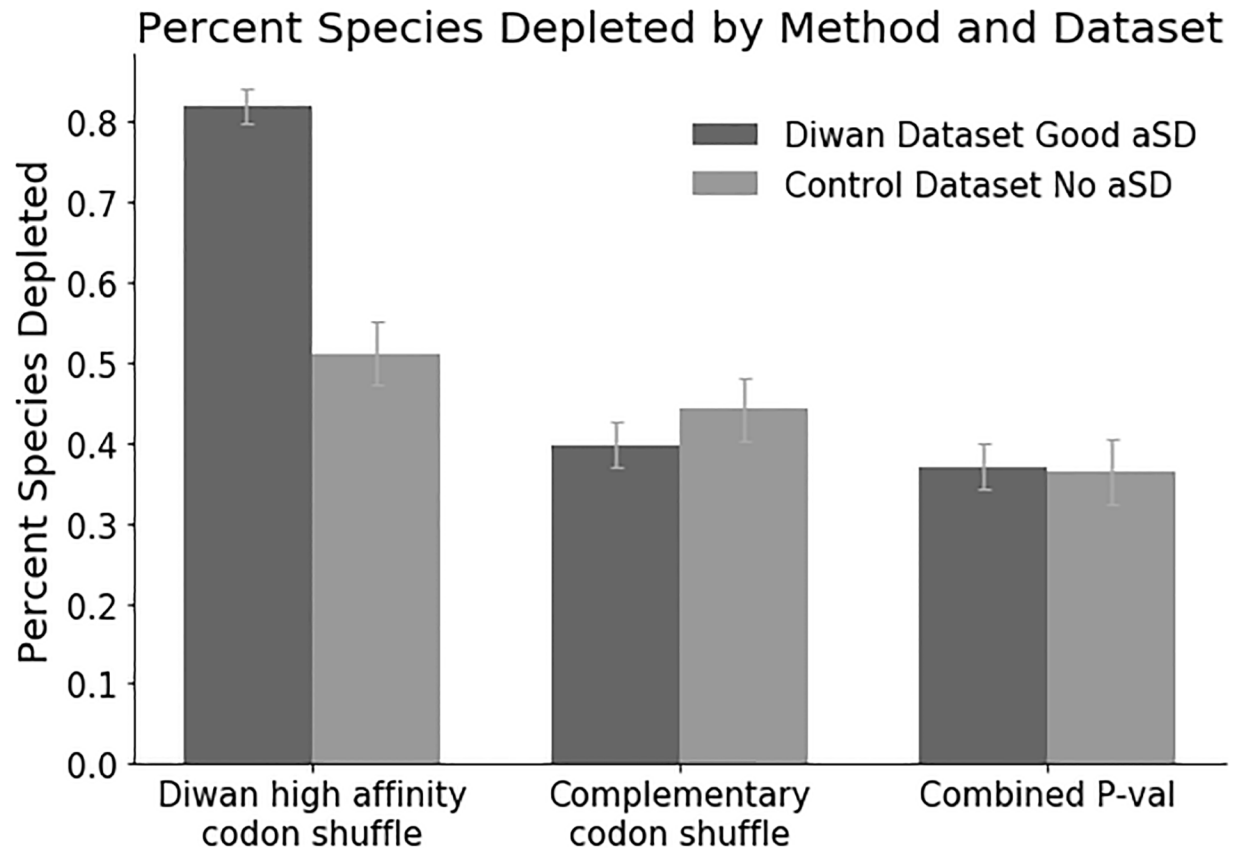 Percent Species Depleted by Method and Dataset
Percent Species Depleted
0.8
0.7
0.6
0.5
0.4
0.3
0.2
0.1
0.0
Diwan Dataset Good aSD
Control Dataset No aSD
Diwan high affinity
codon shuffle
Complementary
codon shuffle
Combined P-val